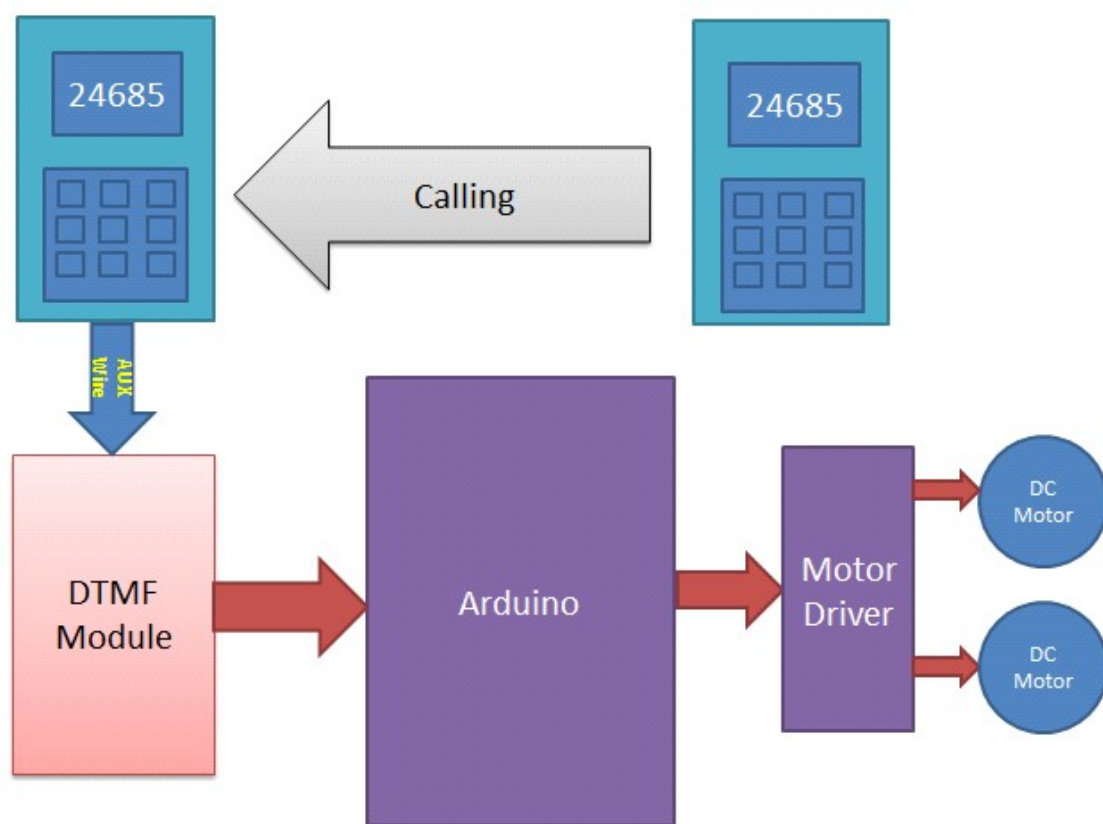 24685
24685
Calling
AUX
Wire
DTMF
Module
Arduino
Motor
Driver
DC
Motor
DC
Motor